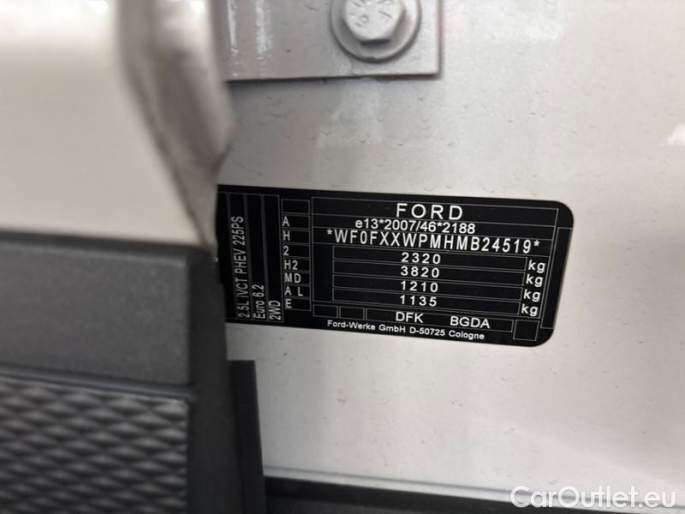 FORD
e13*2007/46*2188
*WF0FXXWPMHMB24519*
2320 kg
3820 kg
1210 kg
1135 kg
DFK BGDA
Ford-Werke GmbH D-50725 Cologne
2.5L IVCT PHEV 225PS
Euro 6.2
2WD
A
H
2
H2
MD
A L
E
CarOutlet.eu